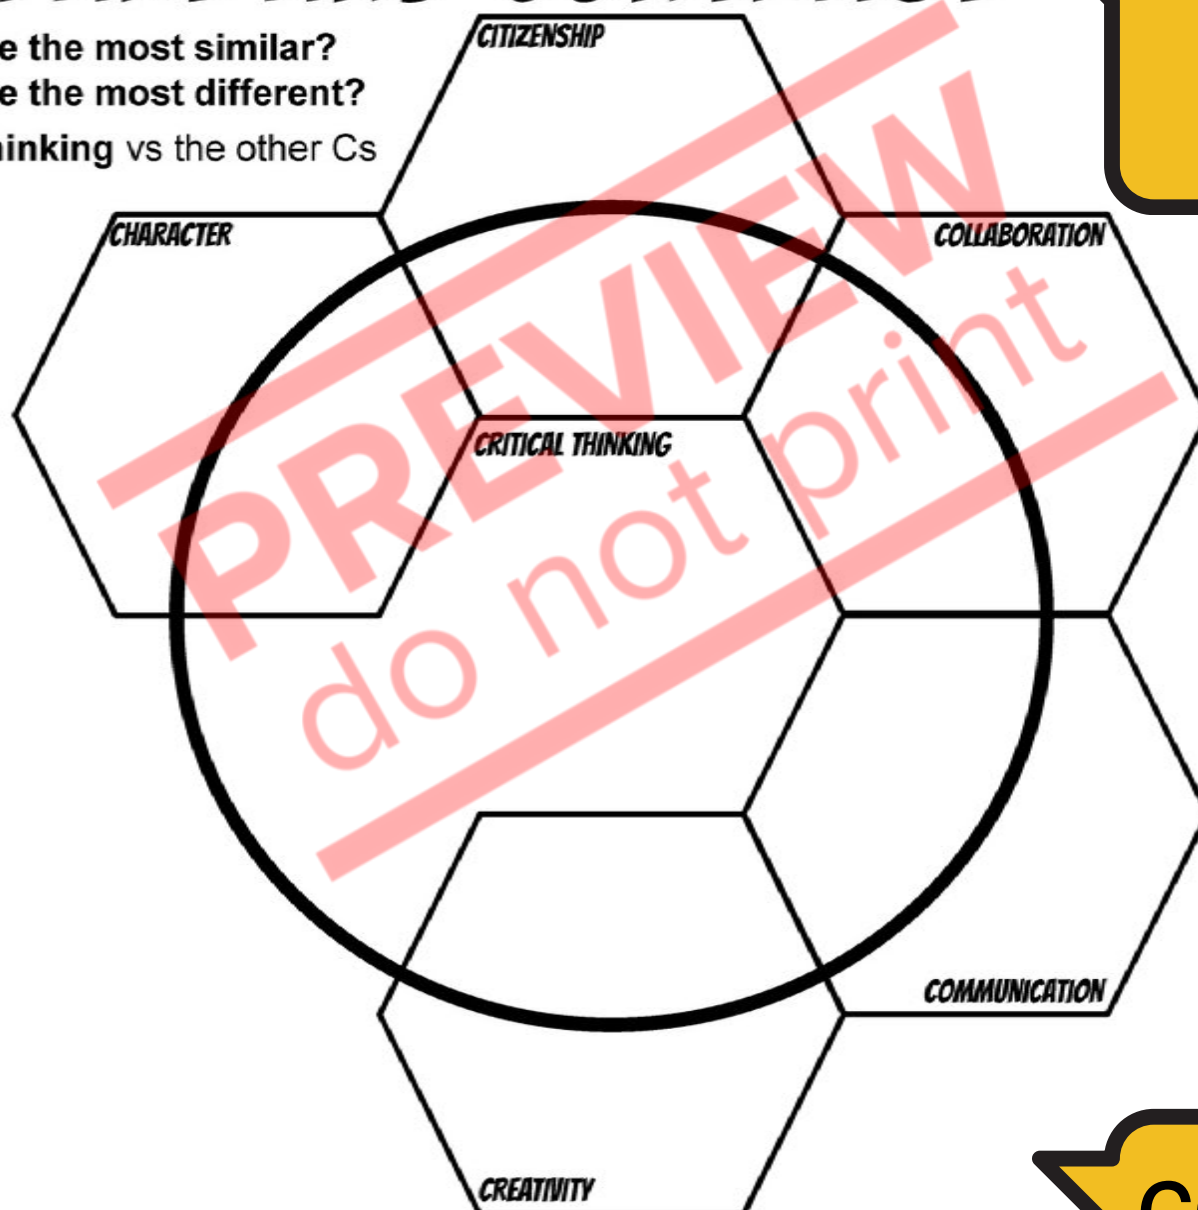 e the most similar?
e the most different?
inking vs the other Cs
CITIZENSHIP
CHARACTER
COLLABORATION
CRITICAL THINKING
PREVIEW
do not print
COMMUNICATION
CREATIVITY